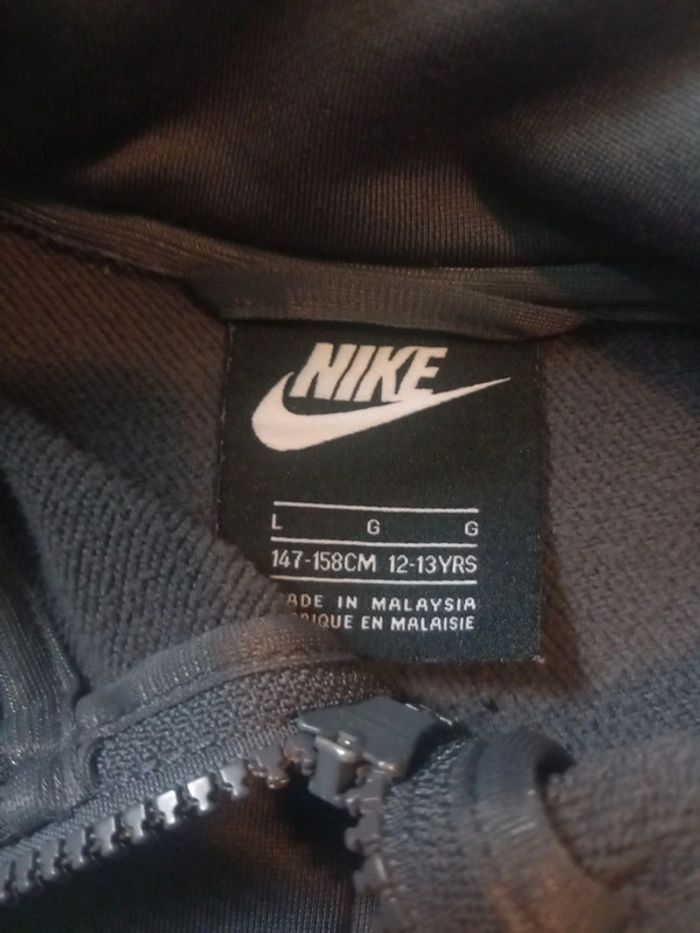 NIKE
L G G
147-158CM 12-13YRS
ADE IN MALAYSIA
IQUE EN MALAISIE